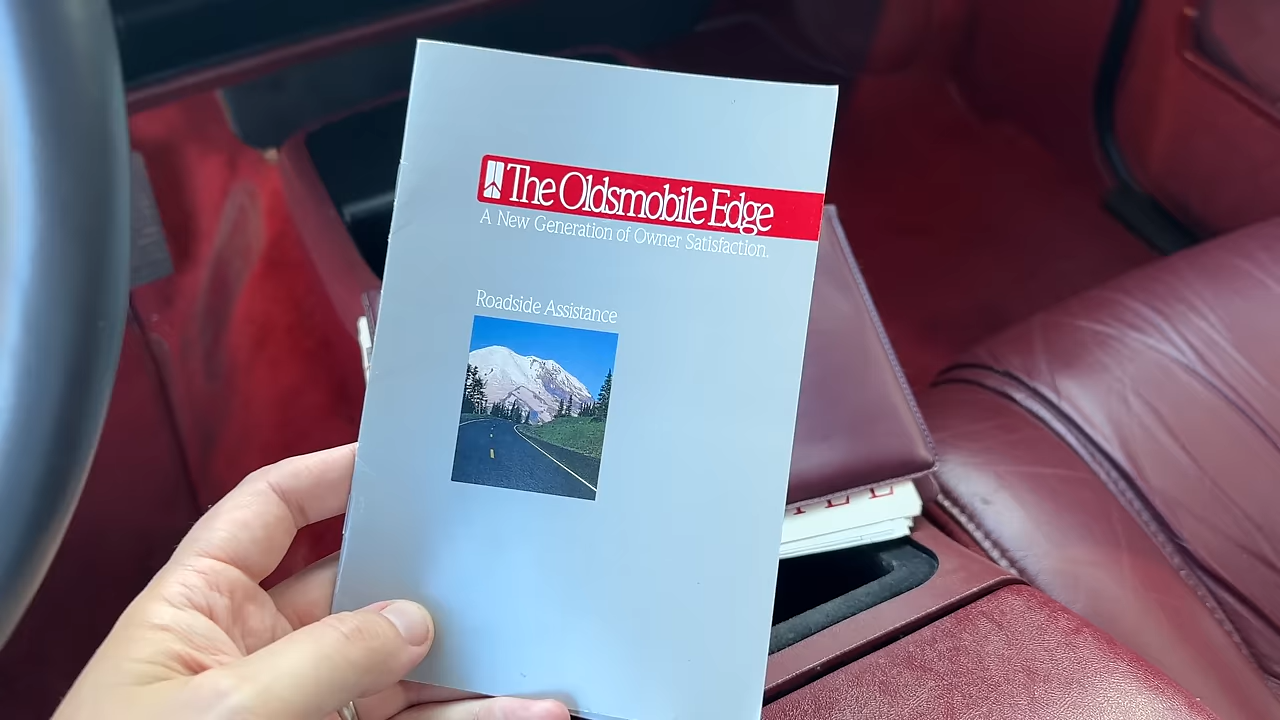 The Oldsmobile Edge
A New Generation of Owner Satisfaction.
Roadside Assistance